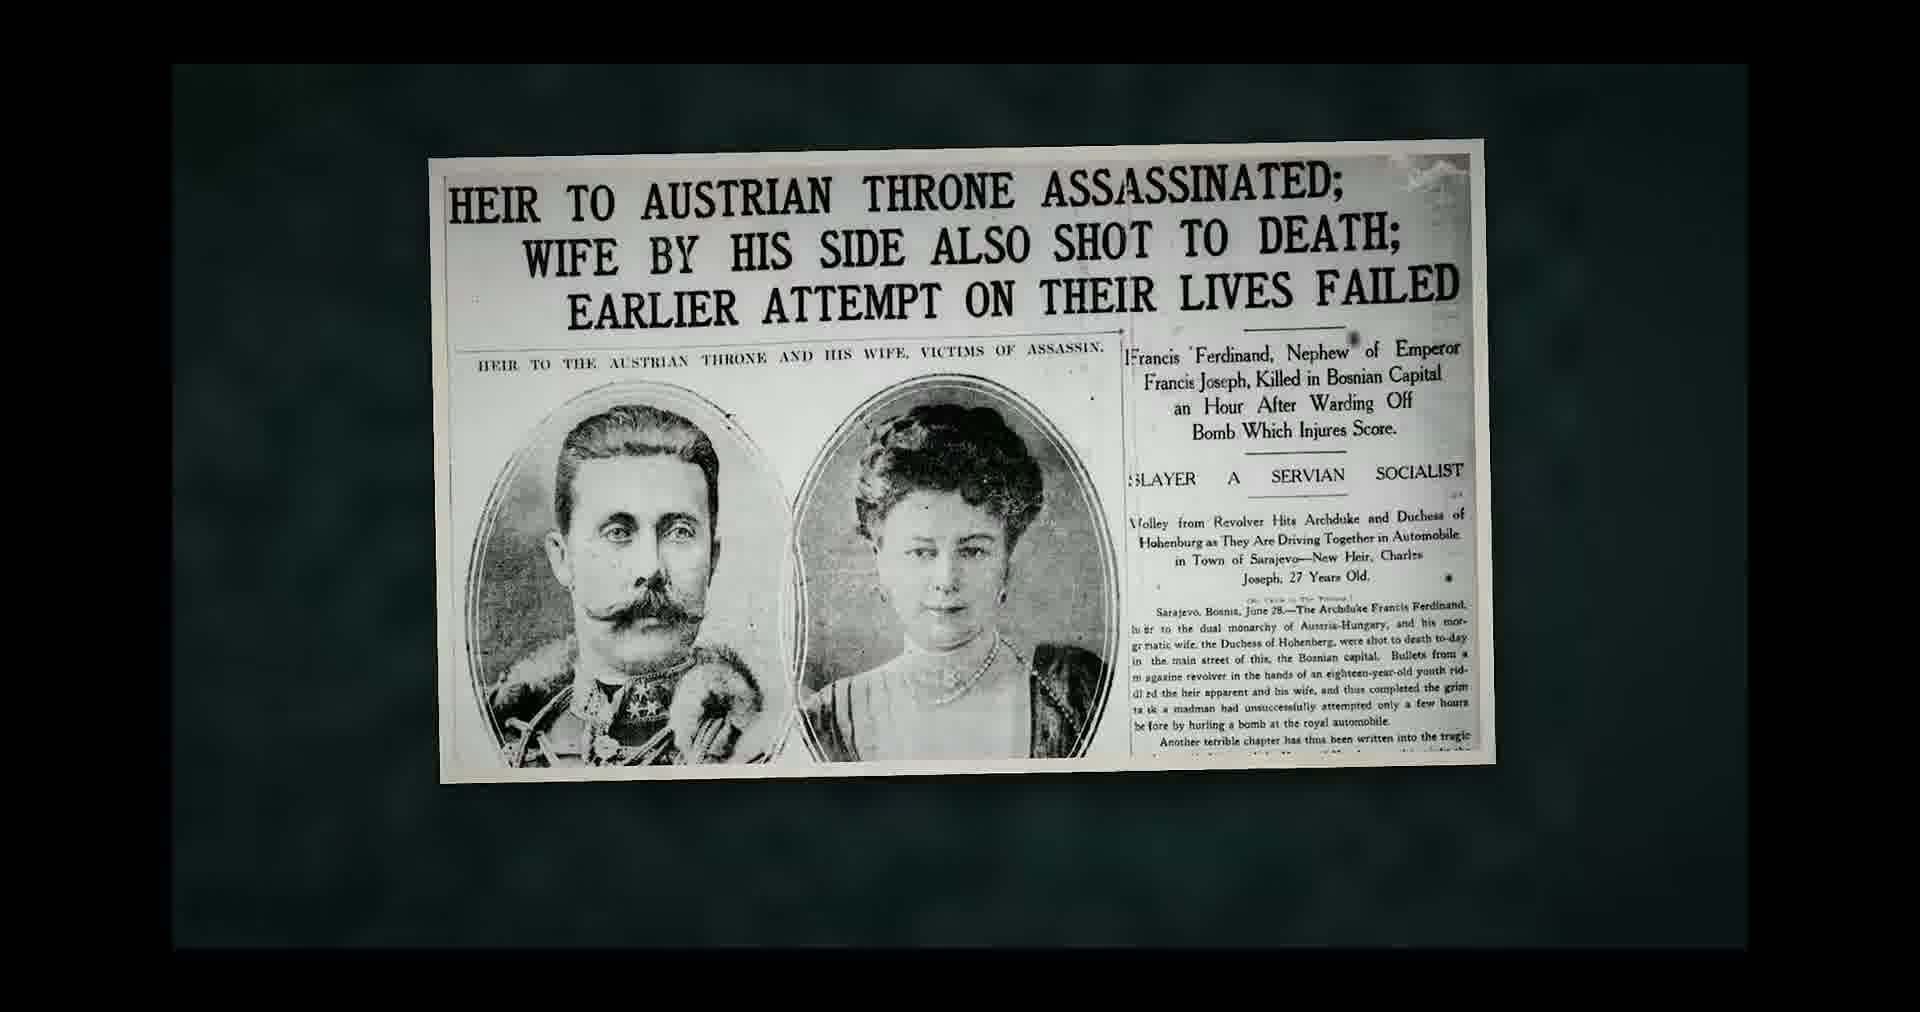 HEIR TO AUSTRIAN THRONE ASSASSINATED;
WIFE BY HIS SIDE ALSO SHOT TO DEATH;
EARLIER ATTEMPT ON THEIR LIVES FAILED
HEIR TO THE AUSTRIAN THRONE AND HIS WIFE, VICTIMS OF ASSASSIN.
Francis Ferdinand, Nephew of Emperor
Francis Joseph, Killed in Bosnian Capital
an Hour After Warding Off
Bomb Which Injures Score.
SLAYER A SERVIAN SOCIALIST
Volley from Revolver Hits Archduke and Duchess of
Hohenburg as They Are Driving Together in Automobile
in Town of Sarajevo—New Heir, Charles
Joseph, 27 Years Old.
Sarajevo, Bosnia, June 28.—The Archduke Francis Ferdinand,
heir to the dual monarchy of Austria-Hungary, and his mor-
ganatic wife, the Duchess of Hohenberg, were shot to death to-day
in the main street of this, the Bosnian capital. Bullets from a
magazine revolver in the hands of an eighteen-year-old youth rid-
dled the heir apparent and his wife, and thus completed the grim
task a madman had unsuccessfully attempted only a few hours
before by hurling a bomb at the royal automobile.
Another terrible chapter has thus been written into the tragic